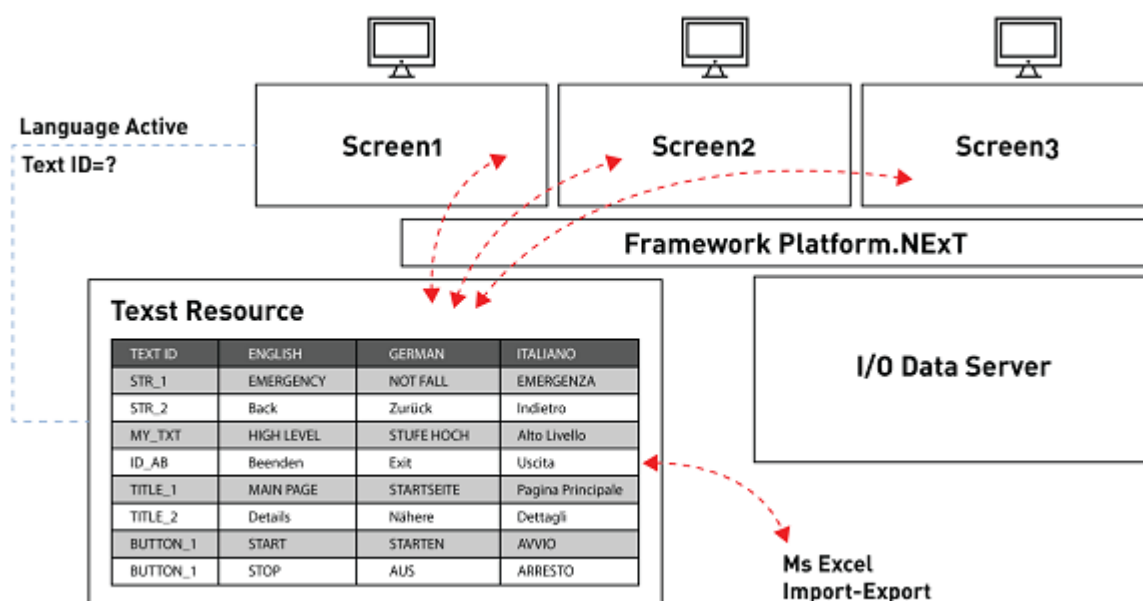 Language Active
Text ID=?
Screen1
Screen2
Screen3
Framework Platform.NExT
Texst Resource
TEXT ID ENGLISH GERMAN ITALIANO
STR_1 EMERGENCY NOT FALL EMERGENZA
STR_2 Back Zurück Indietro
MY_TXT HIGH LEVEL STUFE HOCH Alto Livello
ID_AB Beenden Exit Uscita
TITLE_1 MAIN PAGE STARTSEITE Pagina Principale
TITLE_2 Details Nähere Dettagli
BUTTON_1 START STARTEN AVVIO
BUTTON_1 STOP AUS ARRESTO
I/O Data Server
Ms Excel
Import-Export